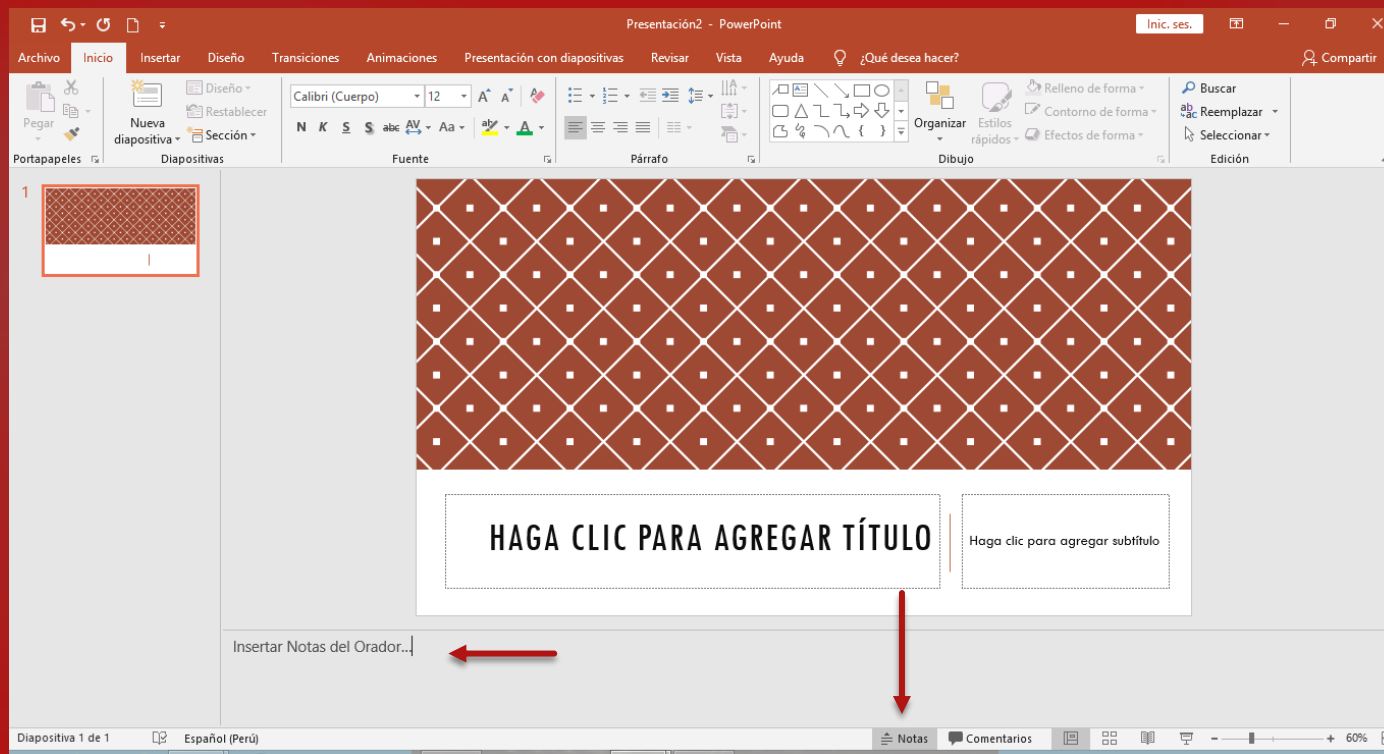 Presentación2 - PowerPoint
Inic. ses.
Archivo Inicio Insertar Diseño Transiciones Animaciones Presentación con diapositivas Revisar Vista Ayuda ¿Qué desea hacer? Compartir
Pegar
Portapapeles
Nueva diapositiva
Diseño
Restablecer
Sección
Diapositivas
Calibri (Cuerpo) 12
N K S S abc AV Aa aby A
Fuente
Párrafo
Organizar
Estilos rápidos
Relleno de forma
Contorno de forma
Efectos de forma
Dibujo
Buscar
Reemplazar
Seleccionar
Edición
1
HAGA CLIC PARA AGREGAR TÍTULO
Haga clic para agregar subtítulo
Insertar Notas del Orador...
Diapositiva 1 de 1 Español (Perú) Notas Comentarios 60%